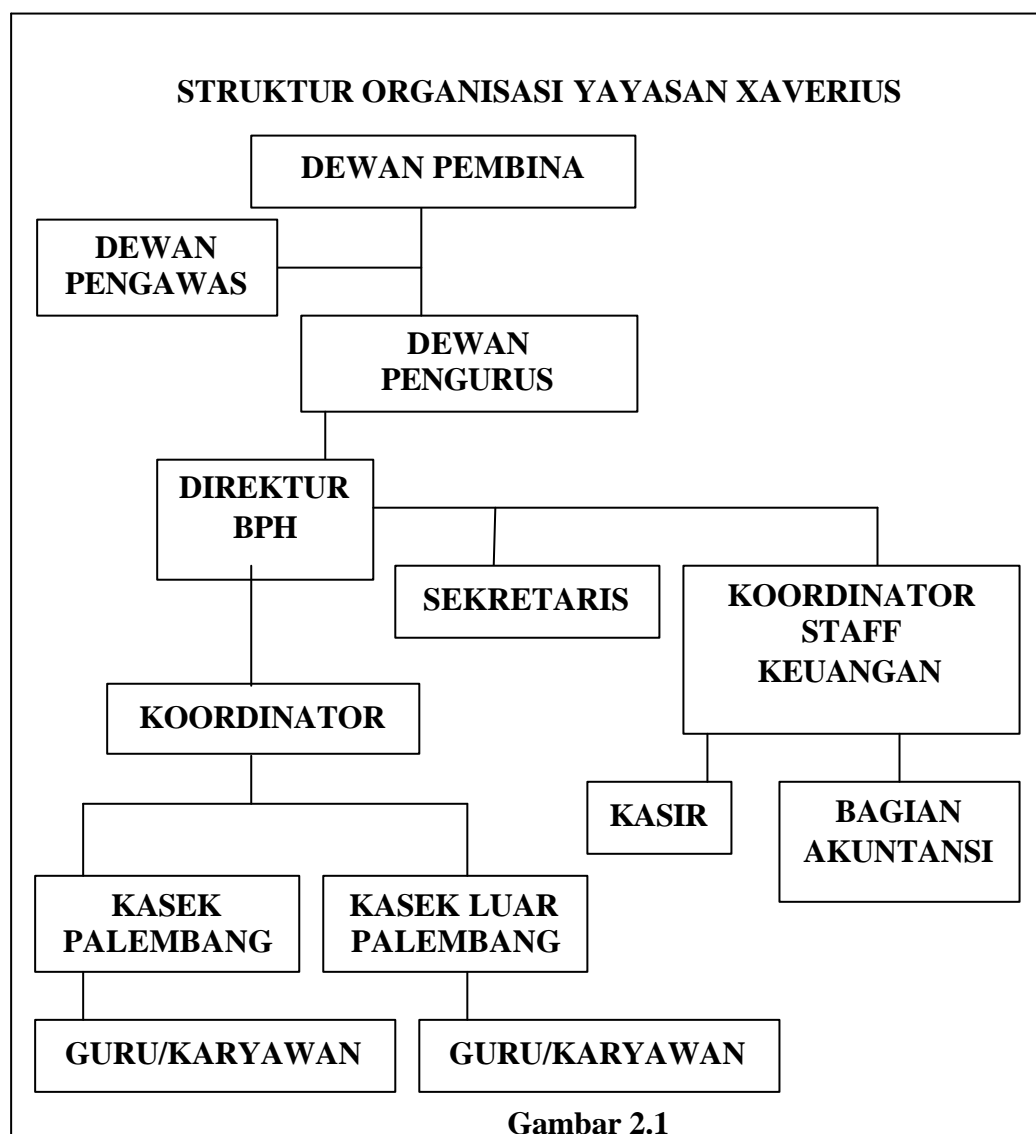 STRUKTUR ORGANISASI YAYASAN XAVERIUS
DEWAN PEMBINA
DEWAN
PENGAWAS
DEWAN
PENGURUS
DIREKTUR
BPH
SEKRETARIS
KOORDINATOR
STAFF
KEUANGAN
KOORDINATOR
KASIR
BAGIAN
AKUNTANSI
KASEK
PALEMBANG
KASEK LUAR
PALEMBANG
GURU/KARYAWAN
GURU/KARYAWAN
Gambar 2.1